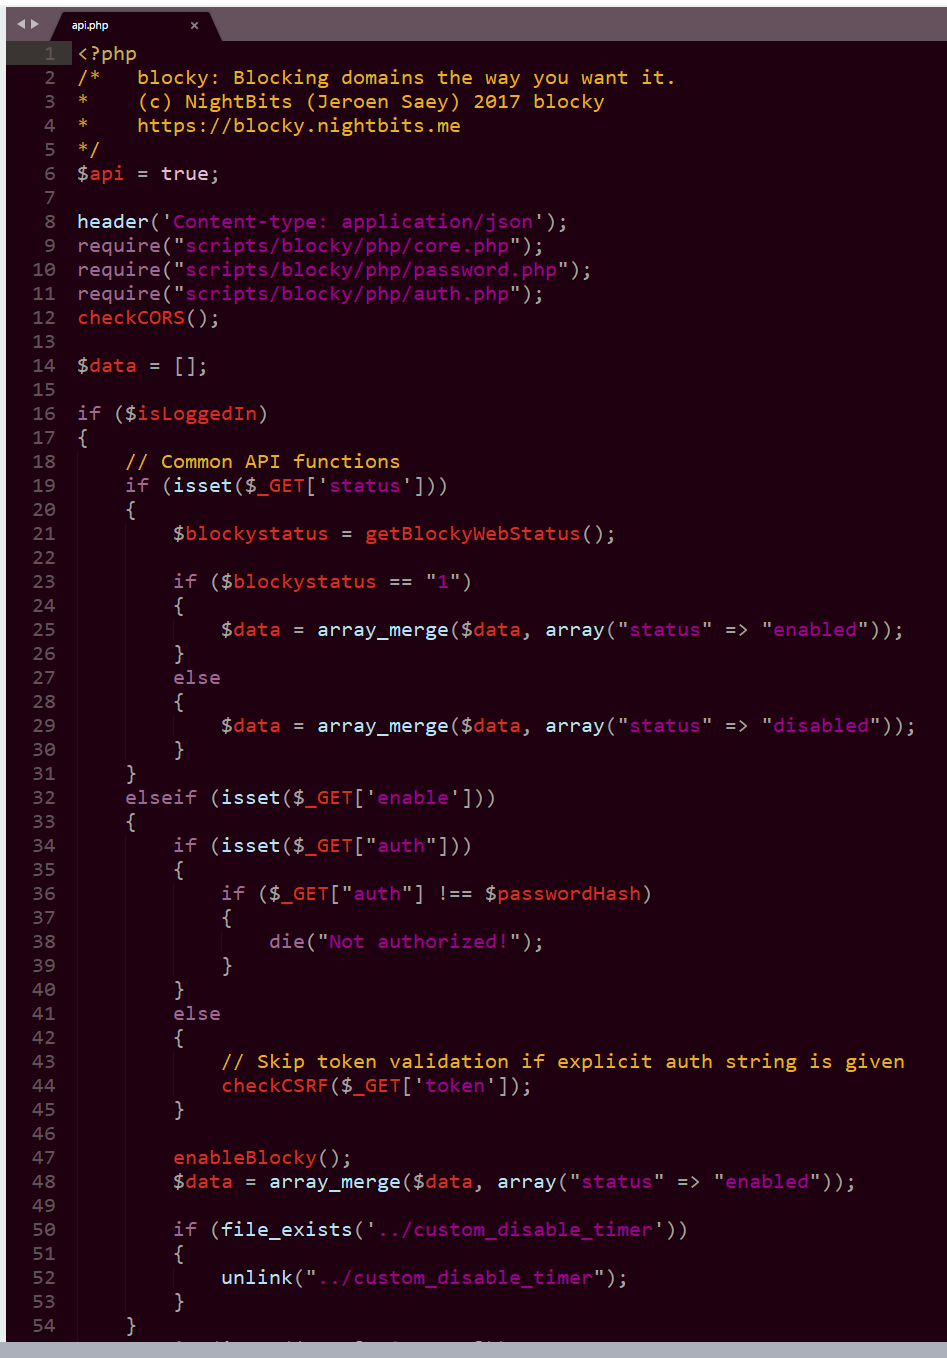 api.php ×
1 <?php
2 /*   blocky: Blocking domains the way you want it.
3 *    (c) NightBits (Jeroen Saey) 2017 blocky
4 *    https://blocky.nightbits.me
5 */
6 $api = true;
7
8 header('Content-type: application/json');
9 require("scripts/blocky/php/core.php");
10 require("scripts/blocky/php/password.php");
11 require("scripts/blocky/php/auth.php");
12 checkCORS();
13
14 $data = [];
15
16 if ($isLoggedIn)
17 {
18     // Common API functions
19     if (isset($_GET['status']))
20     {
21         $blockystatus = getBlockyWebStatus();
22
23         if ($blockystatus == "1")
24         {
25             $data = array_merge($data, array("status" => "enabled"));
26         }
27         else
28         {
29             $data = array_merge($data, array("status" => "disabled"));
30         }
31     }
32     elseif (isset($_GET['enable']))
33     {
34         if (isset($_GET["auth"]))
35         {
36             if ($_GET["auth"] !== $passwordHash)
37             {
38                 die("Not authorized!");
39             }
40         }
41         else
42         {
43             // Skip token validation if explicit auth string is given
44             checkCSRF($_GET['token']);
45         }
46
47         enableBlocky();
48         $data = array_merge($data, array("status" => "enabled"));
49
50         if (file_exists('../custom_disable_timer'))
51         {
52             unlink("../custom_disable_timer");
53         }
54     }